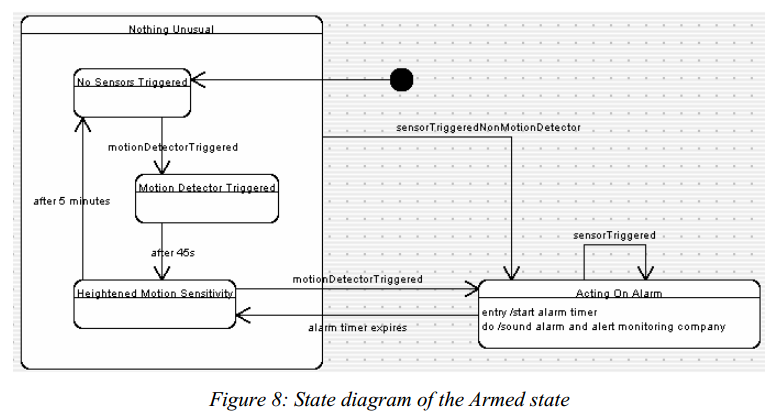 Nothing Unusual
No Sensors Triggered
sensorTriggeredNonMotionDetector
motionDetectorTriggered
Motion Detector Triggered
after 5 minutes
sensorTriggered
after 45s
motionDetectorTriggered
Heightened Motion Sensitivity
Acting On Alarm
entry /start alarm timer
do /sound alarm and alert monitoring company
alarm timer expires
Figure 8: State diagram of the Armed state